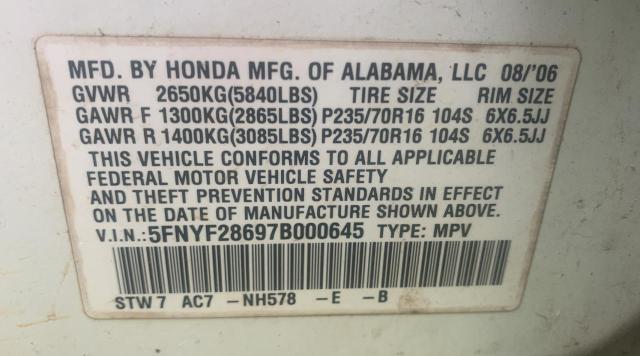 MFD. BY HONDA MFG. OF ALABAMA, LLC 08/'06
GVWR 2650KG(5840LBS) TIRE SIZE RIM SIZE
GAWR F 1300KG(2865LBS) P235/70R16 104S 6X6.5JJ
GAWR R 1400KG(3085LBS) P235/70R16 104S 6X6.5JJ
THIS VEHICLE CONFORMS TO ALL APPLICABLE
FEDERAL MOTOR VEHICLE SAFETY
AND THEFT PREVENTION STANDARDS IN EFFECT
ON THE DATE OF MANUFACTURE SHOWN ABOVE.
V.I.N.:5FNYF28697B000645 TYPE: MPV
STW7 AC7 -NH578 -E -B